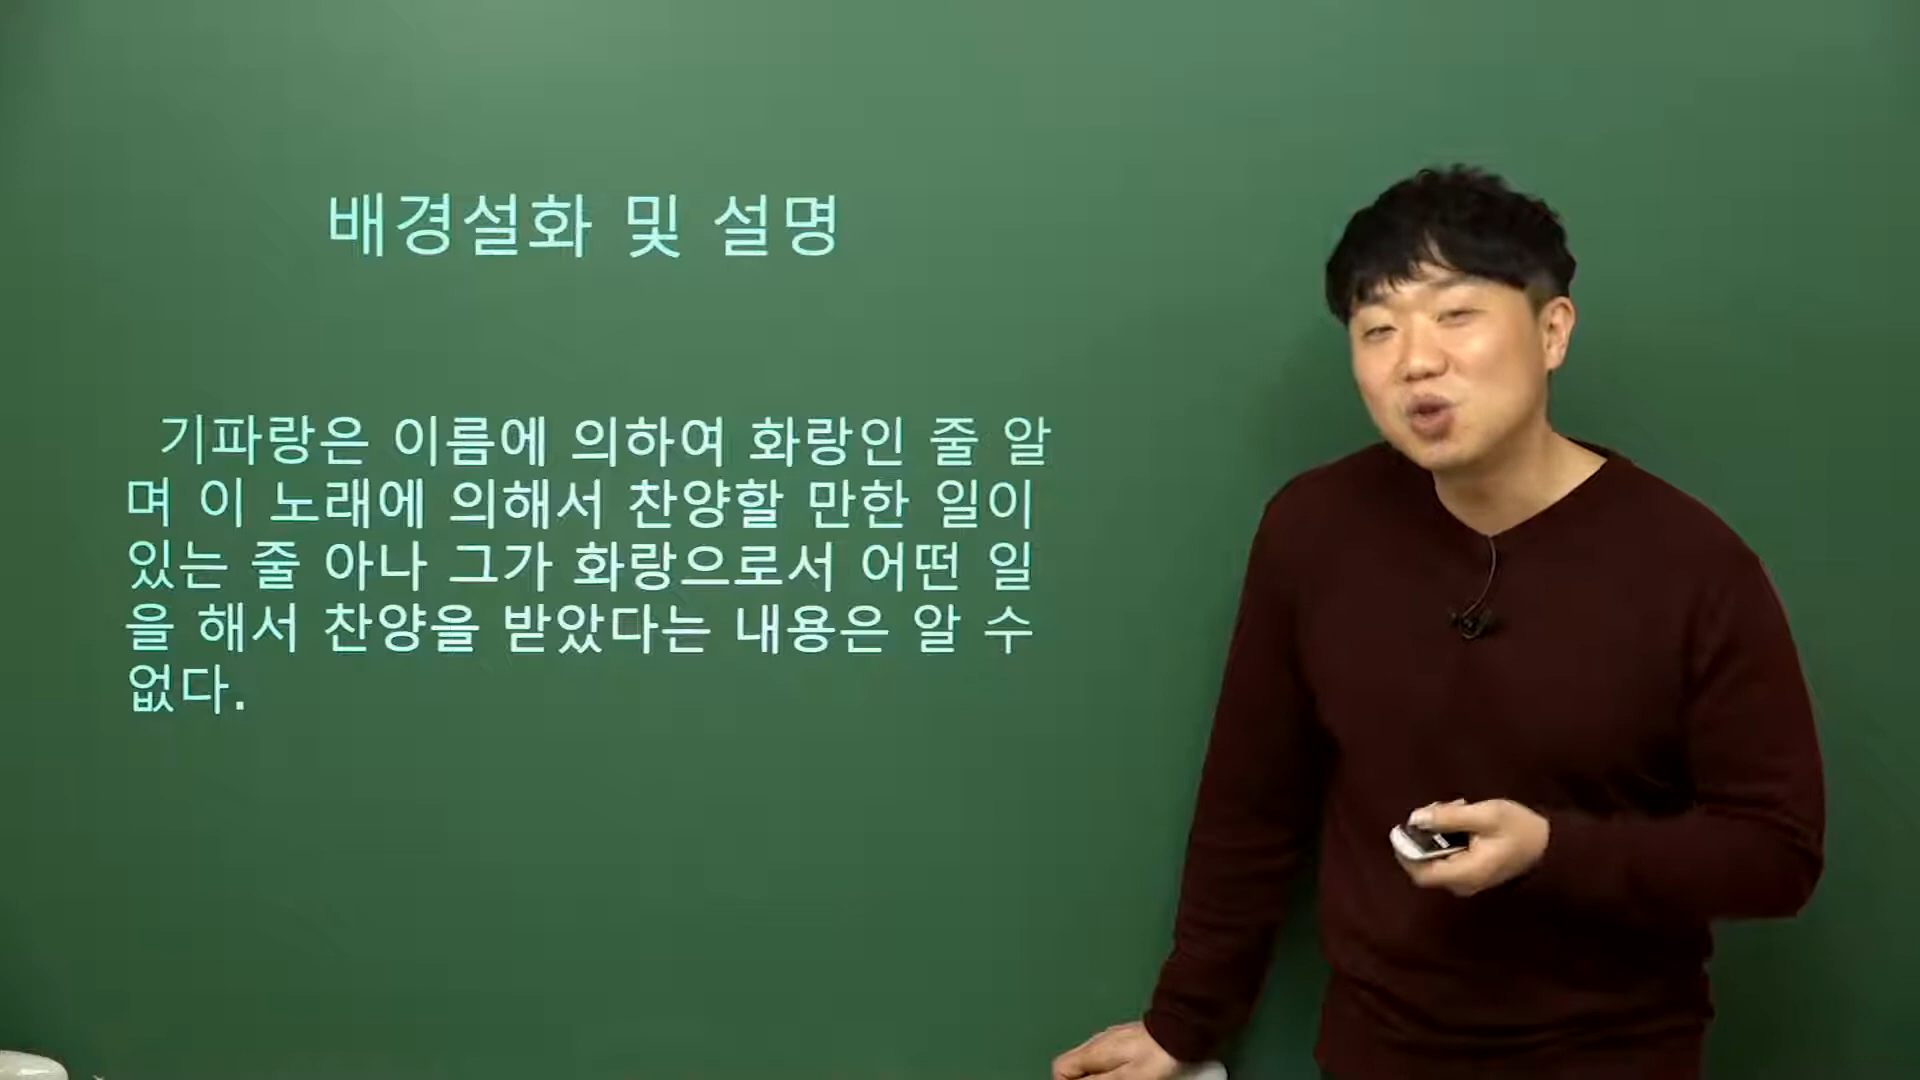 배경설화 및 설명
기파랑은 이름에 의하여 화랑인 줄 알
며 이 노래에 의해서 찬양할 만한 일이
있는 줄 아나 그가 화랑으로서 어떤 일
을 해서 찬양을 받았다는 내용은 알 수
없다.